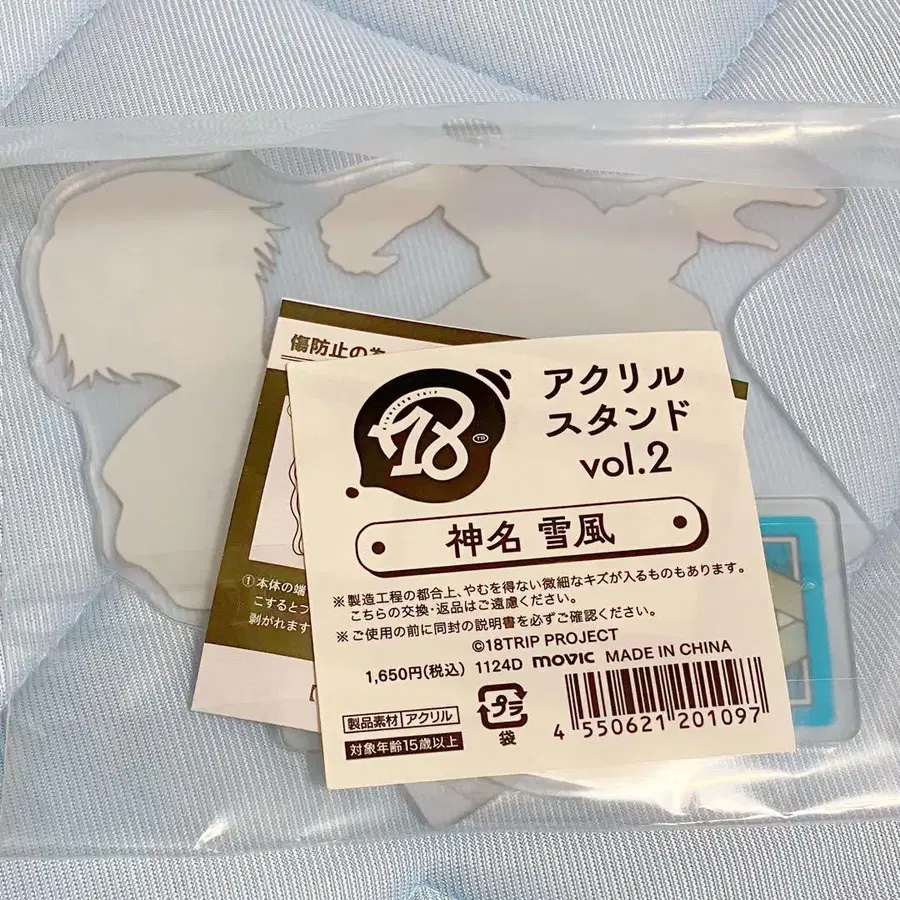 傷防止の
EIGHTEEN TRIP
18
TR
アクリル
スタンド
vol.2
神名 雪風
※製造工程の都合上、やむを得ない微細なキズが入るものもあります。
こちらの交換・返品はご遠慮ください。
※ご使用の前に同封の説明書を必ずご確認ください。
©18TRIP PROJECT
1,650円(税込) 1124D movic MADE IN CHINA
製品素材 アクリル
対象年齢15歳以上
プラ
袋
4 550621 201097
①本体の端
こするとフ
剥がれます